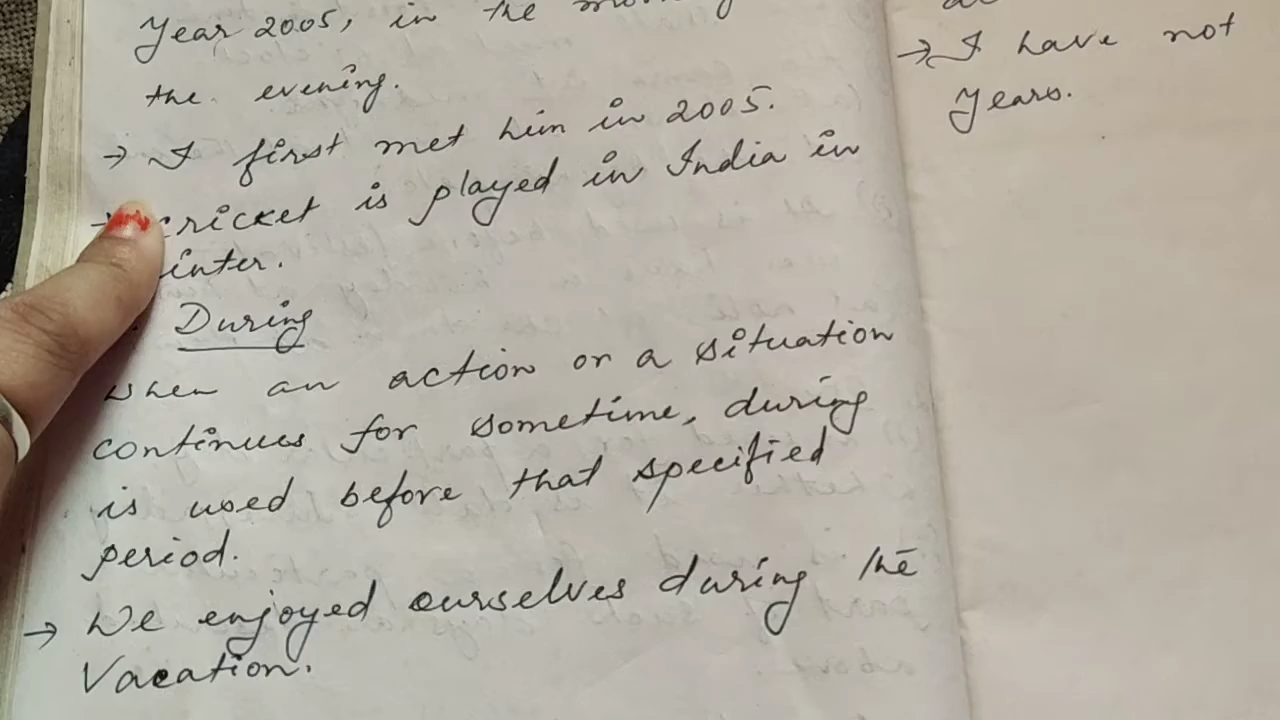 Year 2005, in the
the evening.
→ I first met him in 2005.
→ cricket is played in India in
inter.
During
When an action or a situation
continues for sometime, during
is used before that specified
period.
→ We enjoyed ourselves during the
Vacation.
→ I have not
Years.